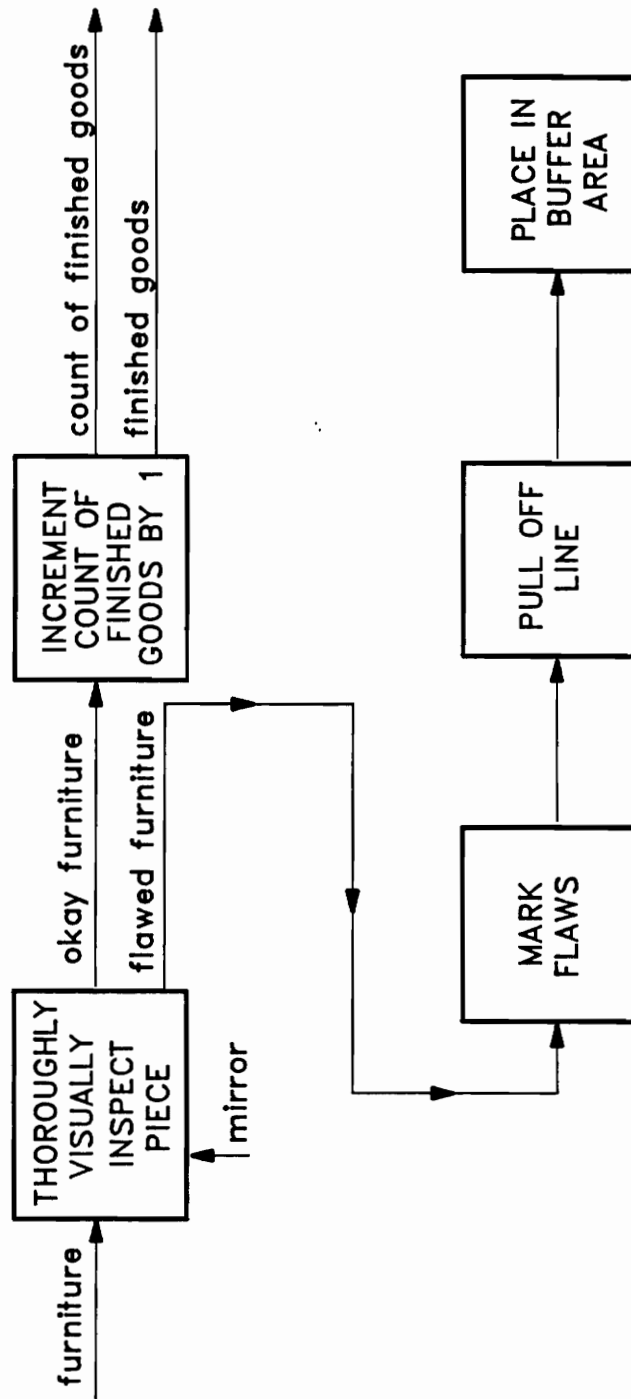 furniture
THOROUGHLY
VISUALLY
INSPECT
PIECE
mirror
okay furniture
flawed furniture
INCREMENT
COUNT OF
FINISHED
GOODS BY 1
count of finished goods
finished goods
MARK
FLAWS
PULL OFF
LINE
PLACE IN
BUFFER
AREA